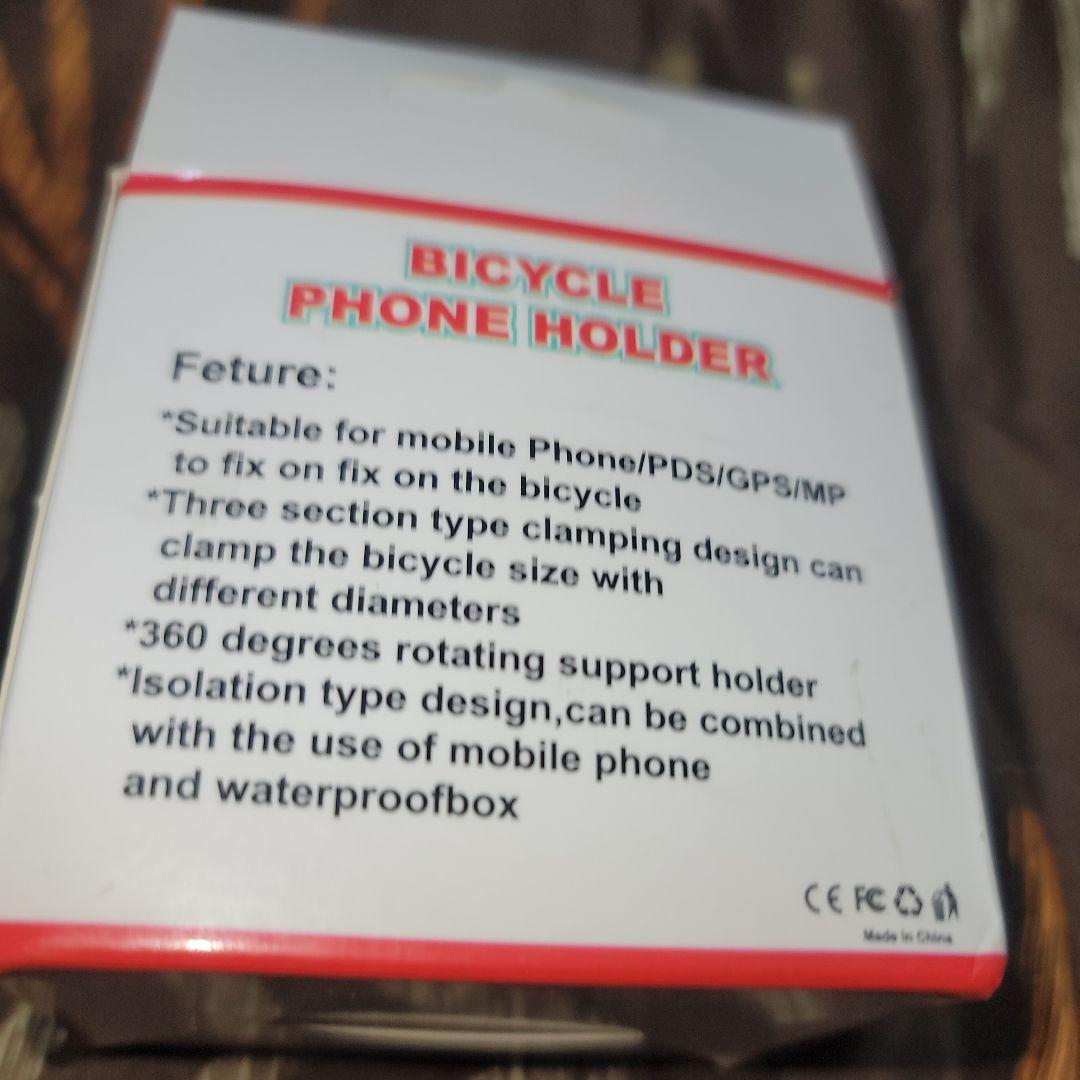 BICYCLE
PHONE HOLDER
Feture:
*Suitable for mobile Phone/PDS/GPS/MP
to fix on fix on the bicycle
*Three section type clamping design can
clamp the bicycle size with
different diameters
*360 degrees rotating support holder
*Isolation type design,can be combined
with the use of mobile phone
and waterproofbox
CE FC
Made in China